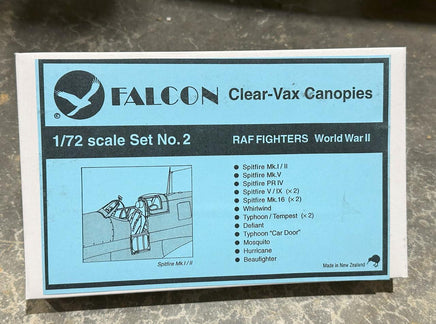 FALCON Clear-Vax Canopies
©
1/72 scale Set No. 2 RAF FIGHTERS World War II
• Spitfire Mk.I / II
• Spitfire Mk.V
• Spitfire PR IV
• Spitfire V / IX (× 2)
• Spitfire Mk.16 (× 2)
• Whirlwind
• Typhoon / Tempest (× 2)
• Defiant
• Typhoon "Car Door"
• Mosquito
• Hurricane
• Beaufighter
Spitfire Mk.I / II
Made in New Zealand